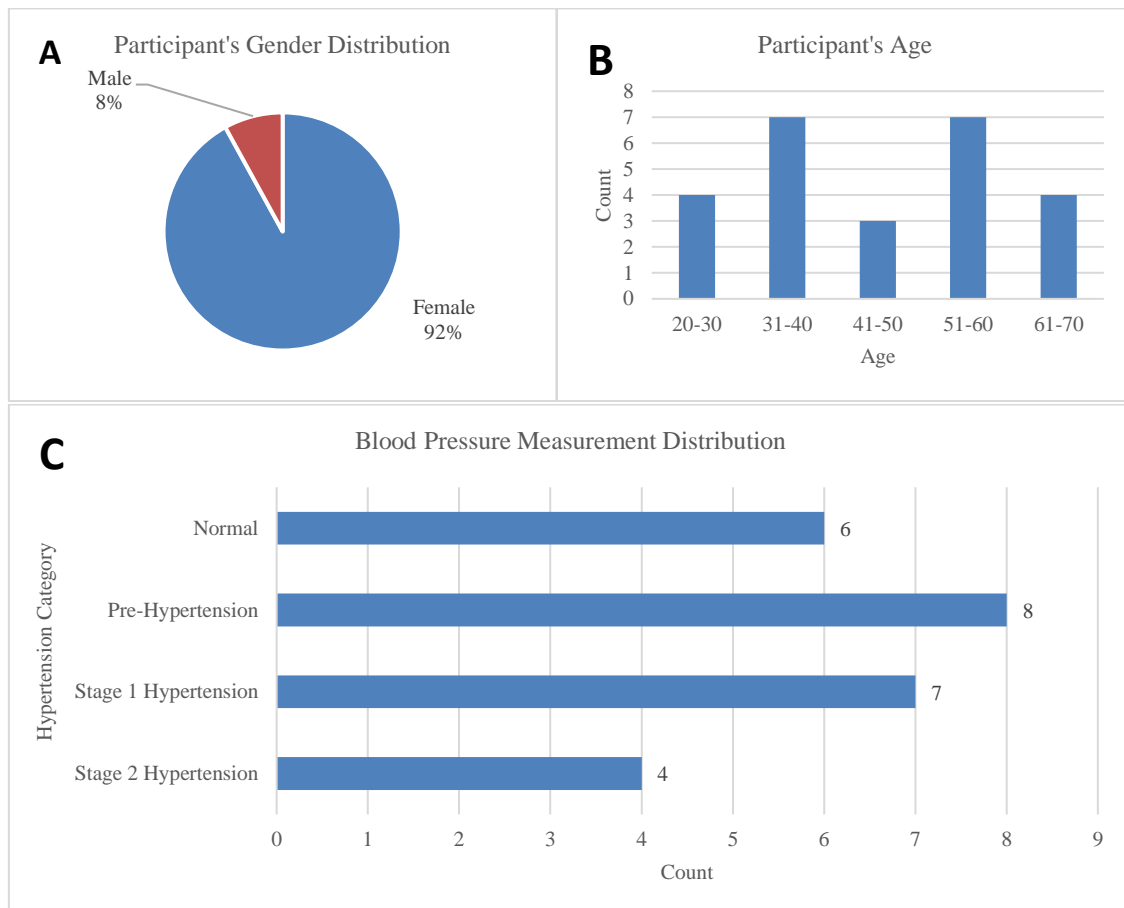 A
Participant's Gender Distribution
Male
8%
Female
92%
B
Participant's Age
8
7
6
5
4
3
2
1
0
Count
20-30 31-40 41-50 51-60 61-70
Age
C
Blood Pressure Measurement Distribution
Hypertension Category
Normal 6
Pre-Hypertension 8
Stage 1 Hypertension 7
Stage 2 Hypertension 4
0 1 2 3 4 5 6 7 8 9
Count